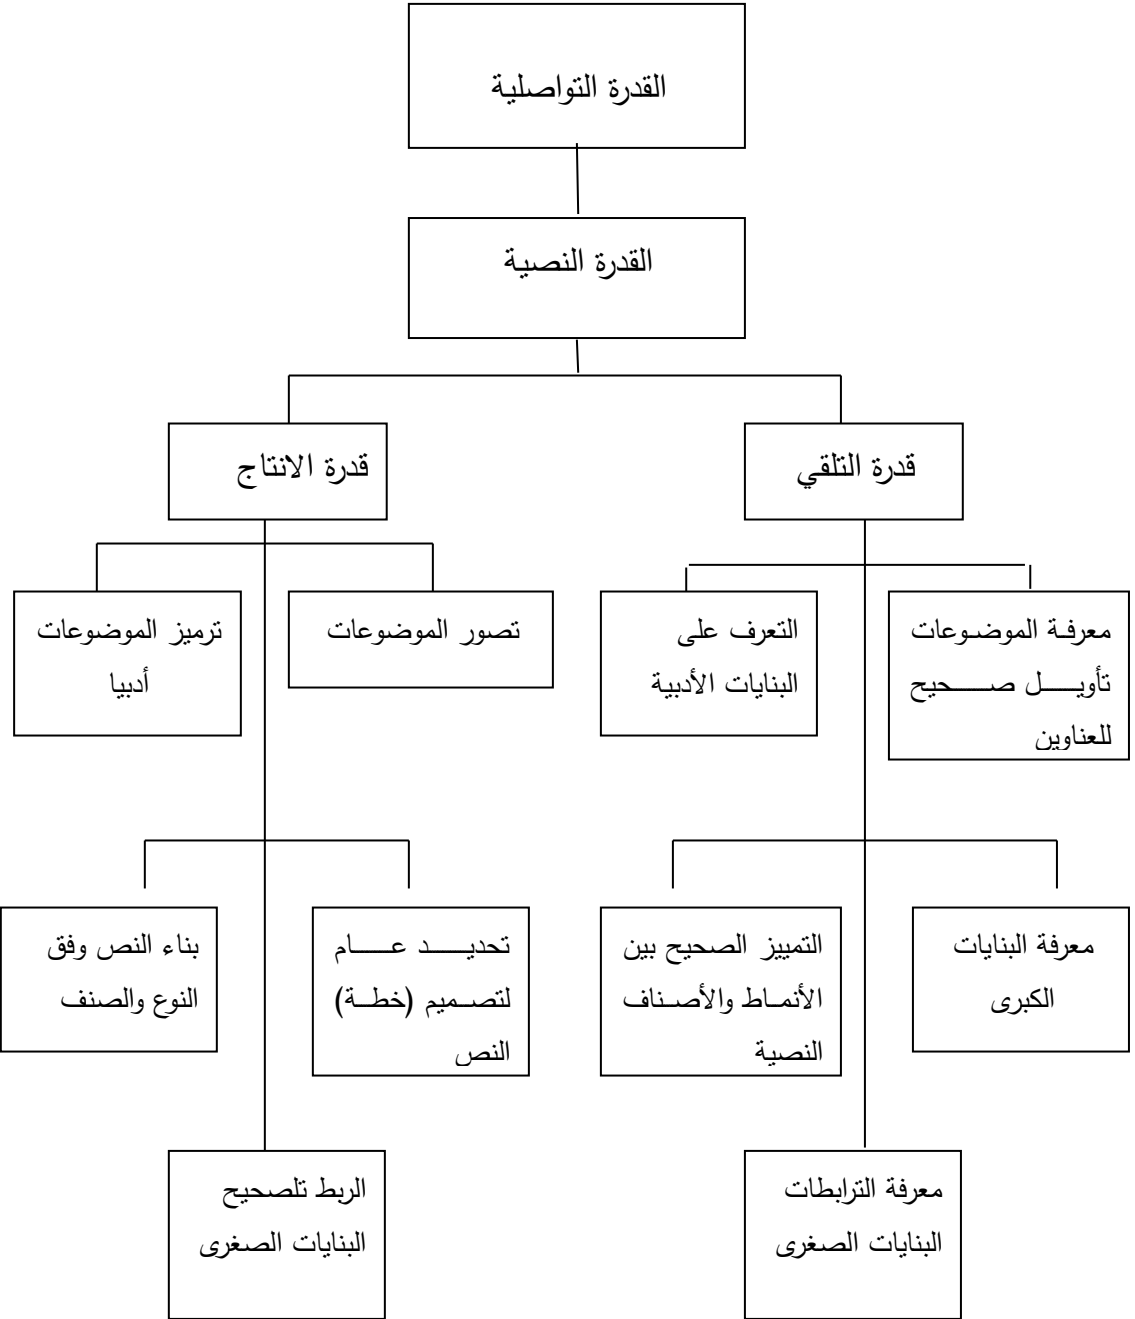 القدرة التواصلية
القدرة النصية
قدرة التلقي
قدرة الانتاج
معرفة الموضوعات
تأويل صحيح
للعناوين
التعرف على
البنايات الأدبية
تصور الموضوعات
ترميز الموضوعات
أدبيا
معرفة البنايات
الكبرى
التمييز الصحيح بين
الأنماط والأصناف
النصية
تحديد عام
لتصميم (خطة)
النص
بناء النص وفق
النوع والصنف
معرفة الترابطات
البنايات الصغرى
الربط تلصحيح
البنايات الصغرى